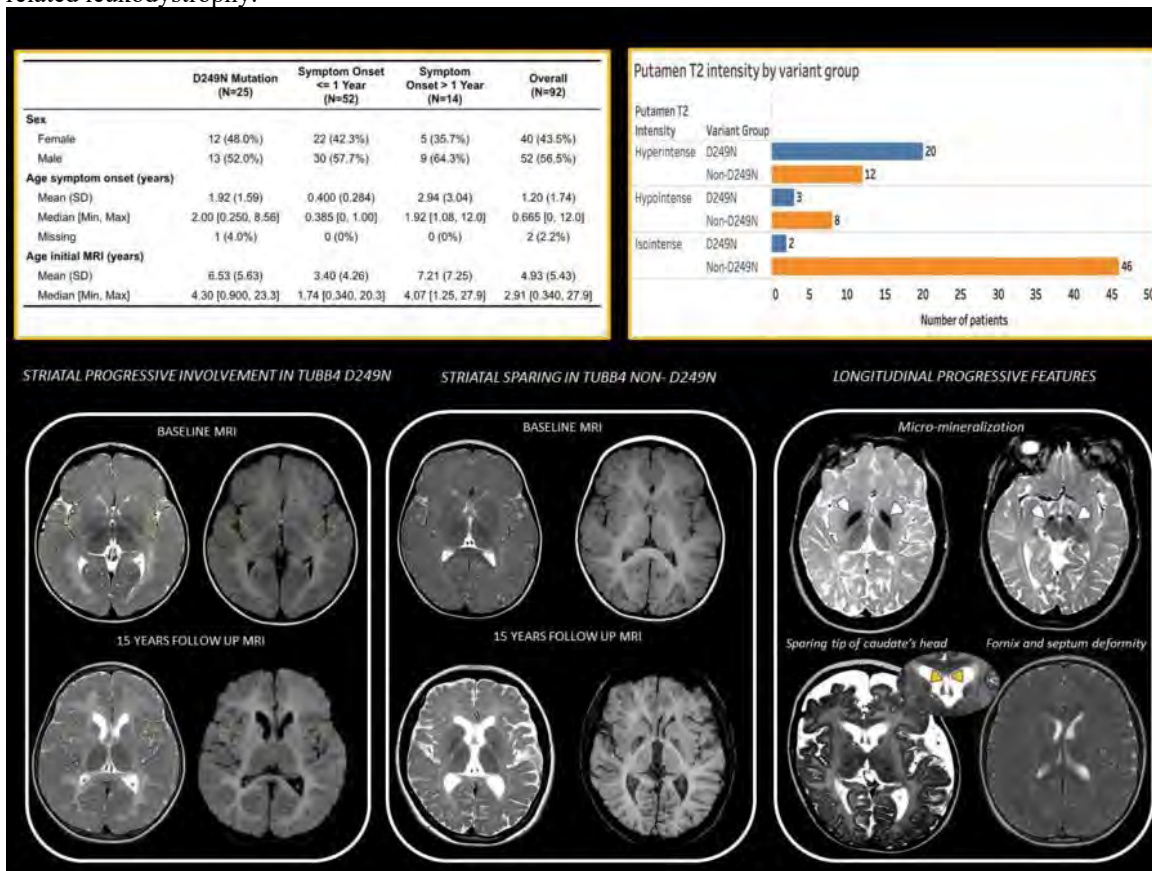 related leukodystrophy.
D249N Mutation (N=25) Symptom Onset <= 1 Year (N=52) Symptom Onset > 1 Year (N=14) Overall (N=92)
Sex
Female 12 (48.0%) 22 (42.3%) 5 (35.7%) 40 (43.5%)
Male 13 (52.0%) 30 (57.7%) 9 (64.3%) 52 (56.5%)
Age symptom onset (years)
Mean (SD) 1.92 (1.59) 0.400 (0.284) 2.94 (3.04) 1.20 (1.74)
Median [Min, Max] 2.00 [0.250, 8.56] 0.385 [0, 1.00] 1.92 [1.08, 12.0] 0.665 [0, 12.0]
Missing 1 (4.0%) 0 (0%) 0 (0%) 2 (2.2%)
Age initial MRI (years)
Mean (SD) 6.53 (5.63) 3.40 (4.26) 7.21 (7.25) 4.93 (5.43)
Median [Min, Max] 4.30 [0.900, 23.3] 1.74 [0.340, 20.3] 4.07 [1.25, 27.9] 2.91 [0.340, 27.9]
Putamen T2 intensity by variant group
Putamen T2
Intensity Variant Group
Hyperintense D249N 20
Non-D249N 12
Hypointense D249N 3
Non-D249N 8
Isointense D249N 2
Non-D249N 46
0 5 10 15 20 25 30 35 40 45 50
Number of patients
STRIATAL PROGRESSIVE INVOLVEMENT IN TUBB4 D249N
BASELINE MRI
15 YEARS FOLLOW UP MRI
STRIATAL SPARING IN TUBB4 NON- D249N
BASELINE MRI
15 YEARS FOLLOW UP MRI
LONGITUDINAL PROGRESSIVE FEATURES
Micro-mineralization
Sparing tip of caudate's head Fornix and septum deformity